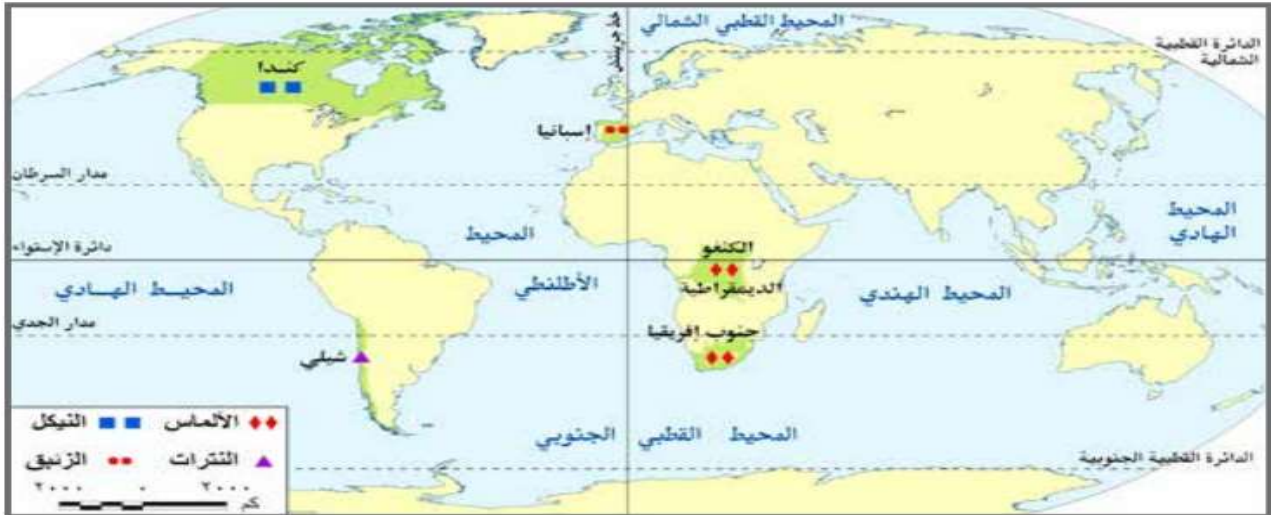 المحيط القطبي الشمالي
الدائرة القطبية
الشمالية
خط جرينتش
كندا
إسبانيا
مدار السرطان
المحيط
الهادي
المحيط
الكنغو
دائرة الإستواء
الديمقراطية
الأطلنطي
المحيط الهندي
المحيـط الهـادي
مدار الجدي
جنوب إفريقيا
شيلي
الألماس
النيكل
النترات
الزئبق
المحيط القطبي الجنوبي
الدائرة القطبية الجنوبية
٢٠٠٠ ٠ ٢٠٠٠
كم